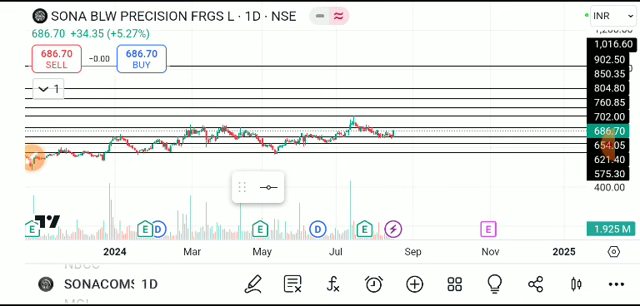 SONA BLW PRECISION FRGS L · 1D · NSE
INR
686.70 +34.35 (+5.27%)
686.70
SELL
−0.00
686.70
BUY
1
1,016.60
902.50
850.35
804.80
760.85
702.00
686.70
654.05
621.40
575.30
400.00
1.925 M
E
E
D
E
D
E
E
2024
Mar
May
Jul
Sep
Nov
2025
SONACOMS 1D